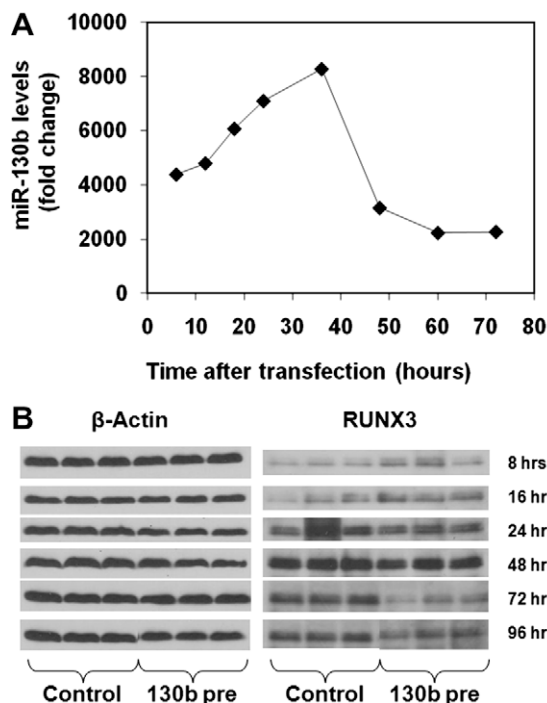 A
miR-130b levels
(fold change)
10000
8000
6000
4000
2000
0
0 10 20 30 40 50 60 70 80
Time after transfection (hours)
B
β-Actin RUNX3
8 hrs
16 hr
24 hr
48 hr
72 hr
96 hr
Control 130b pre Control 130b pre